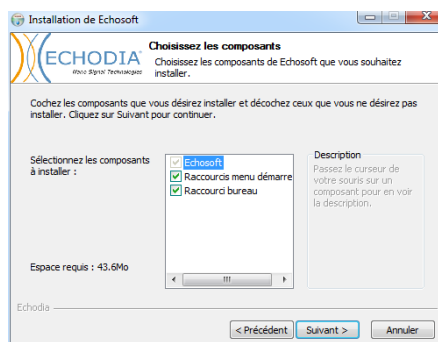 Installation de Echosoft
ECHODIA
Choisissez les composants
Choisissez les composants de Echosoft que vous souhaitez
installer.
Cochez les composants que vous désirez installer et décochez ceux que vous ne désirez pas
installer. Cliquez sur Suivant pour continuer.
Sélectionnez les composants
à installer :
Echosoft
Raccourcis menu démarre
Raccourci bureau
Description
Passez le curseur de
votre souris sur un
composant pour en voir
la description.
Espace requis : 43.6Mo
Echodia
< Précédent
Suivant >
Annuler